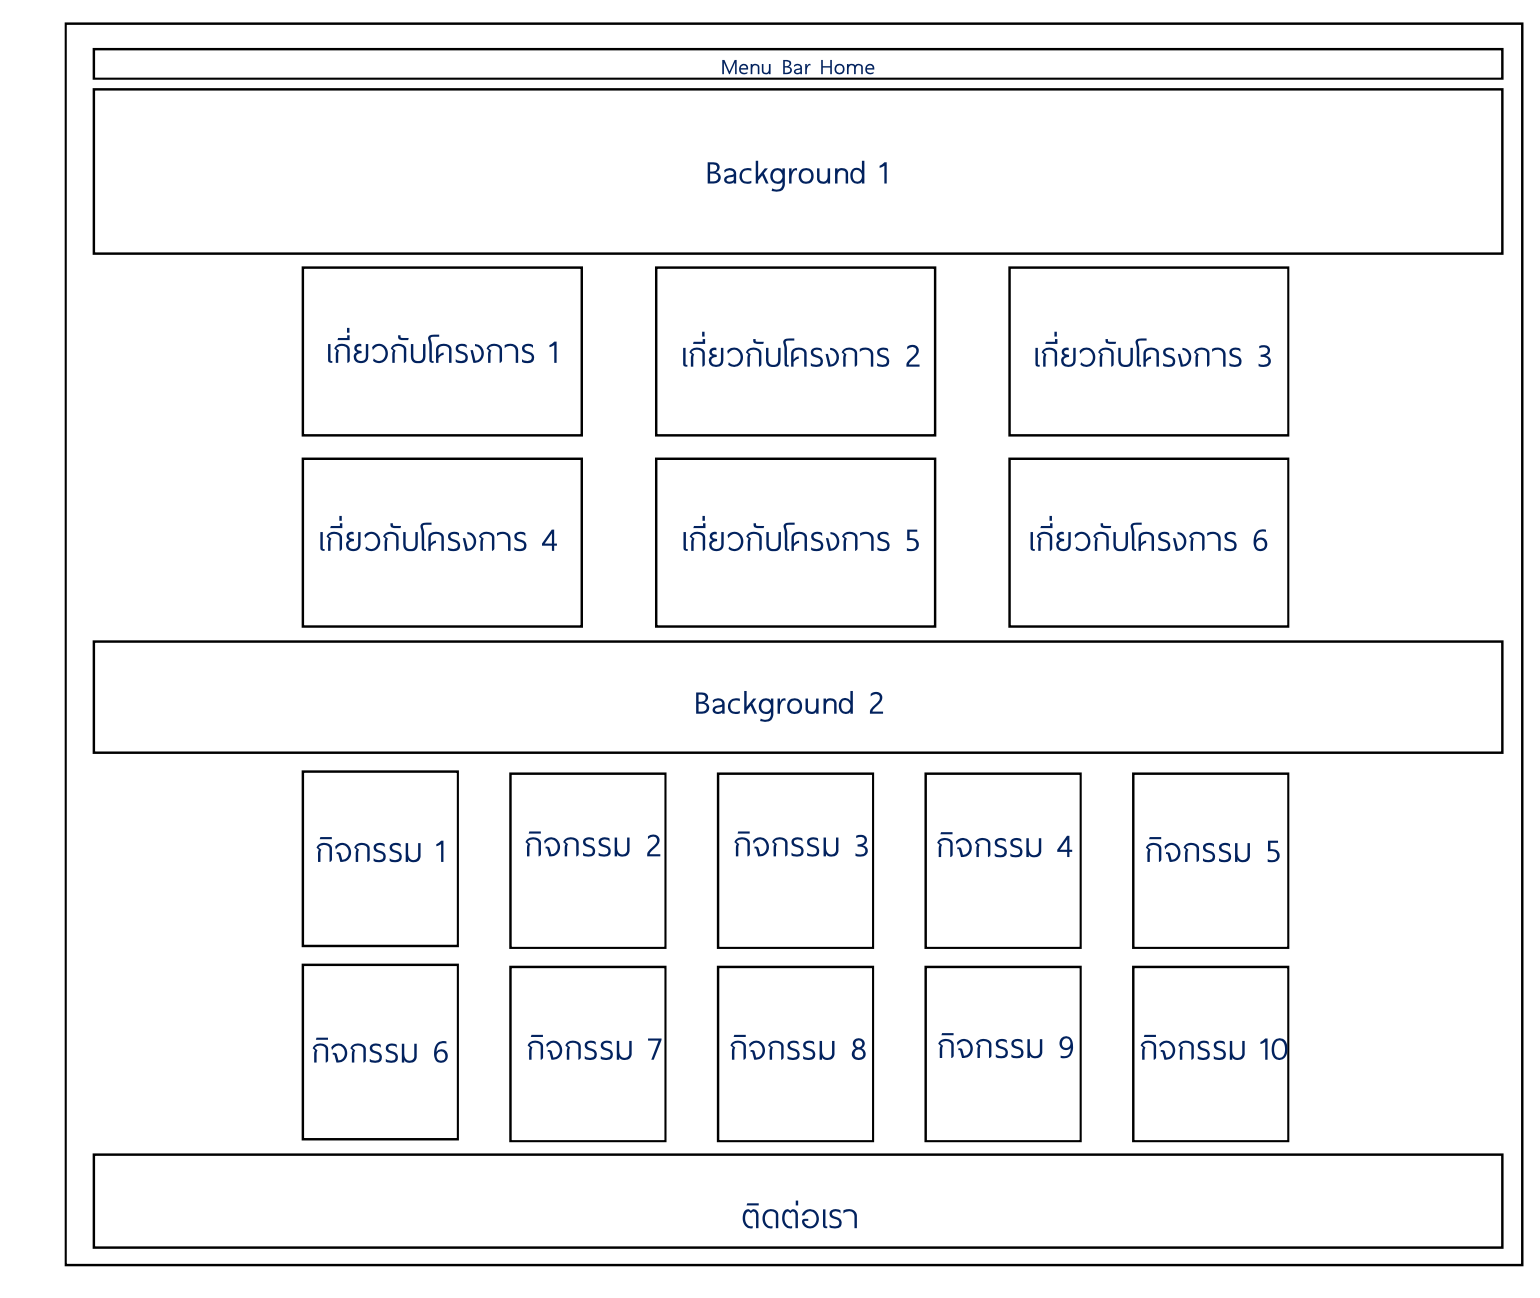 Menu Bar Home
Background 1
เกี่ยวกับโครงการ 1
เกี่ยวกับโครงการ 2
เกี่ยวกับโครงการ 3
เกี่ยวกับโครงการ 4
เกี่ยวกับโครงการ 5
เกี่ยวกับโครงการ 6
Background 2
กิจกรรม 1
กิจกรรม 2
กิจกรรม 3
กิจกรรม 4
กิจกรรม 5
กิจกรรม 6
กิจกรรม 7
กิจกรรม 8
กิจกรรม 9
กิจกรรม 10
ติดต่อเรา